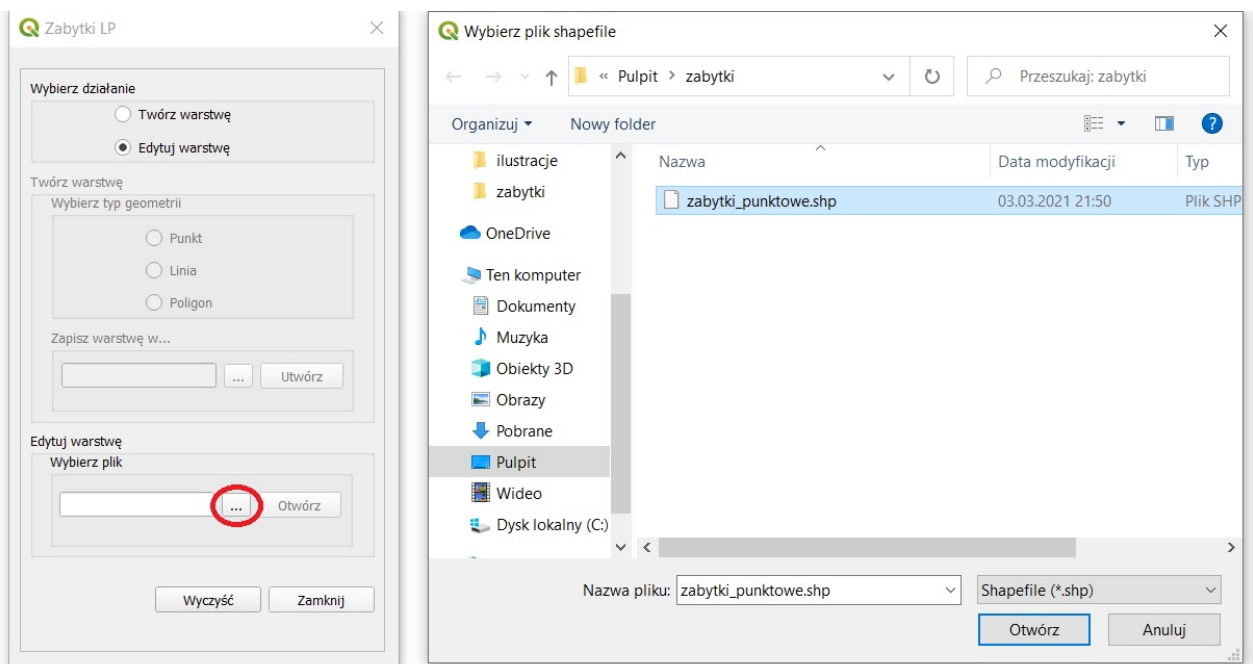 Zabytki LP
Wybierz działanie
Twórz warstwę
Edytuj warstwę
Twórz warstwę
Wybierz typ geometrii
Punkt
Linia
Poligon
Zapisz warstwę w...
... Utwórz
Edytuj warstwę
Wybierz plik
... Otwórz
Wyczyść Zamknij
Wybierz plik shapefile
« Pulpit > zabytki
Przeszukaj: zabytki
Organizuj Nowy folder
ilustracje
zabytki
OneDrive
Ten komputer
Dokumenty
Muzyka
Obiekty 3D
Obrazy
Pobrane
Pulpit
Wideo
Dysk lokalny (C:)
Nazwa Data modyfikacji Typ
zabytki_punktowe.shp 03.03.2021 21:50 Plik SHP
Nazwa pliku: zabytki_punktowe.shp Shapefile (*.shp)
Otwórz Anuluj